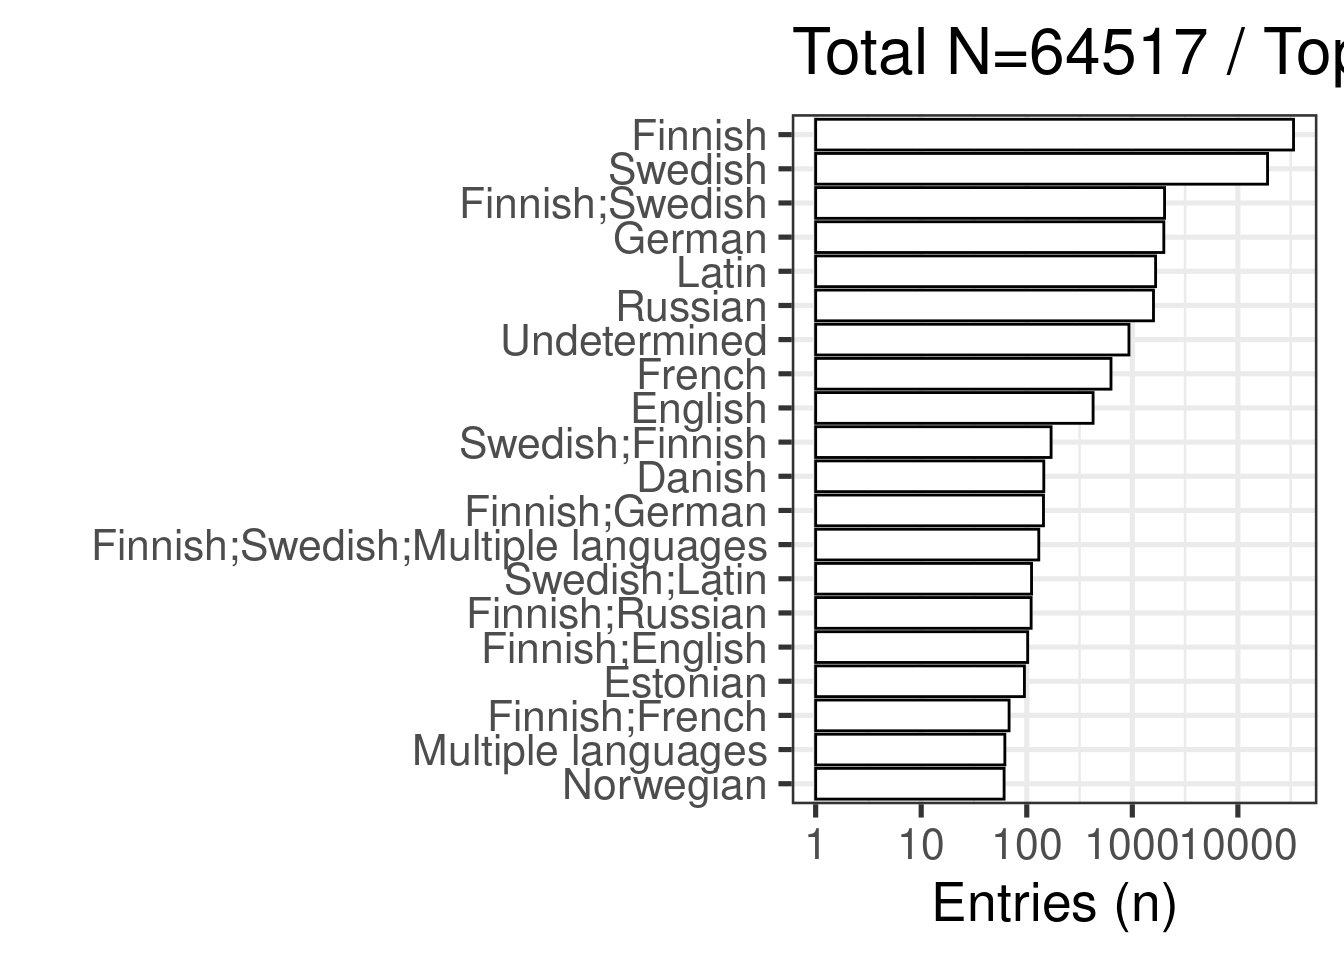 Total N=64517 / Top
Finnish
Swedish
Finnish;Swedish
German
Latin
Russian
Undetermined
French
English
Swedish;Finnish
Danish
Finnish;German
Finnish;Swedish;Multiple languages
Swedish;Latin
Finnish;Russian
Finnish;English
Estonian
Finnish;French
Multiple languages
Norwegian
1 10 100 1000 10000
Entries (n)